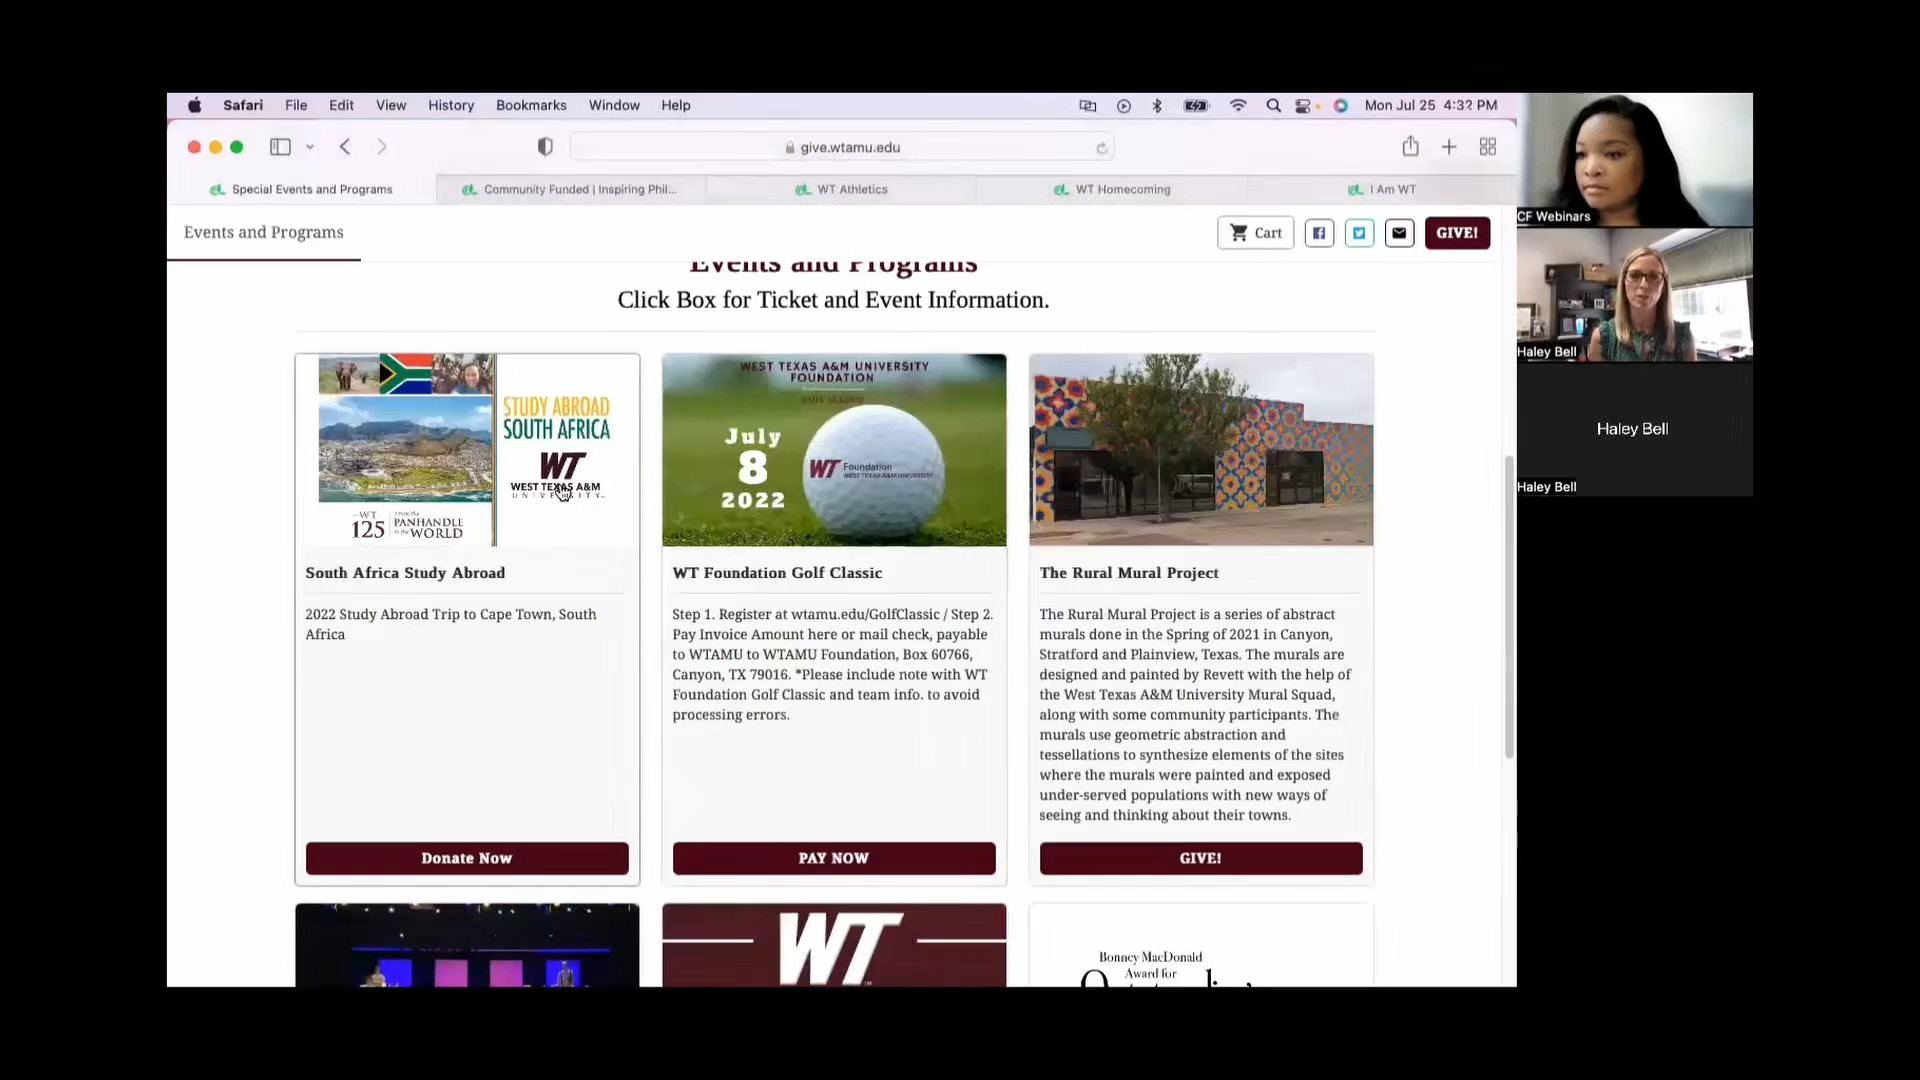 Safari File Edit View History Bookmarks Window Help Mon Jul 25 4:32 PM
give.wtamu.edu
Special Events and Programs
Community Funded | Inspiring Phil...
WT Athletics
WT Homecoming
I Am WT
Events and Programs
Cart
GIVE!
Events and Programs
Click Box for Ticket and Event Information.
STUDY ABROAD
SOUTH AFRICA
WT
WEST TEXAS A&M
UNIVERSITY
WT
125
PANHANDLE
WORLD
South Africa Study Abroad
2022 Study Abroad Trip to Cape Town, South
Africa
Donate Now
WEST TEXAS A&M UNIVERSITY
FOUNDATION
July
8
2022
WT Foundation
WEST TEXAS A&M UNIVERSITY
WT Foundation Golf Classic
Step 1. Register at wtamu.edu/GolfClassic / Step 2.
Pay Invoice Amount here or mail check, payable
to WTAMU to WTAMU Foundation, Box 60766,
Canyon, TX 79016. *Please include note with WT
Foundation Golf Classic and team info. to avoid
processing errors.
PAY NOW
The Rural Mural Project
The Rural Mural Project is a series of abstract
murals done in the Spring of 2021 in Canyon,
Stratford and Plainview, Texas. The murals are
designed and painted by Revett with the help of
the West Texas A&M University Mural Squad,
along with some community participants. The
murals use geometric abstraction and
tessellations to synthesize elements of the sites
where the murals were painted and exposed
under-served populations with new ways of
seeing and thinking about their towns.
GIVE!
WT
Bonney MacDonald
Award for
CF Webinars
Haley Bell
Haley Bell
Haley Bell